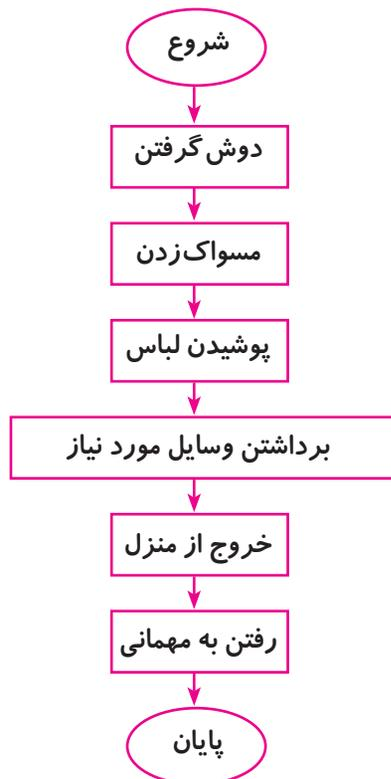 شروع
دوش گرفتن
مسواک زدن
پوشیدن لباس
برداشتن وسایل مورد نیاز
خروج از منزل
رفتن به مهمانی
پایان